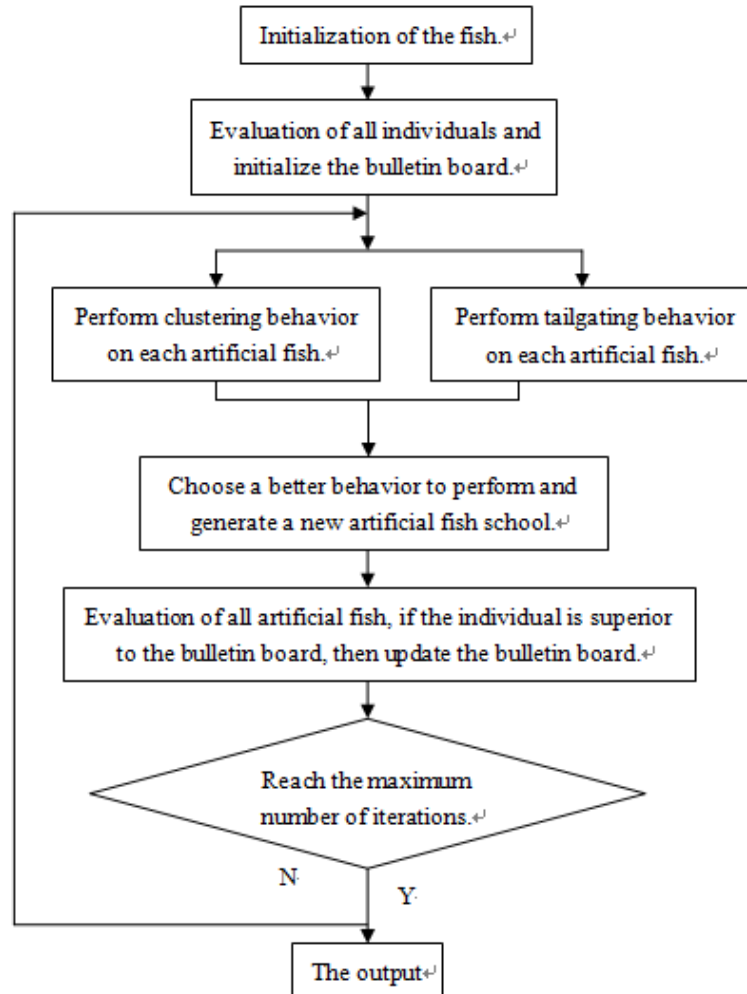 Initialization of the fish.↵
Evaluation of all individuals and
initialize the bulletin board.↵
Perform clustering behavior
on each artificial fish.↵
Perform tailgating behavior
on each artificial fish.↵
Choose a better behavior to perform and
generate a new artificial fish school.↵
Evaluation of all artificial fish, if the individual is superior
to the bulletin board, then update the bulletin board.↵
Reach the maximum
number of iterations.↵
N
Y
The output↵